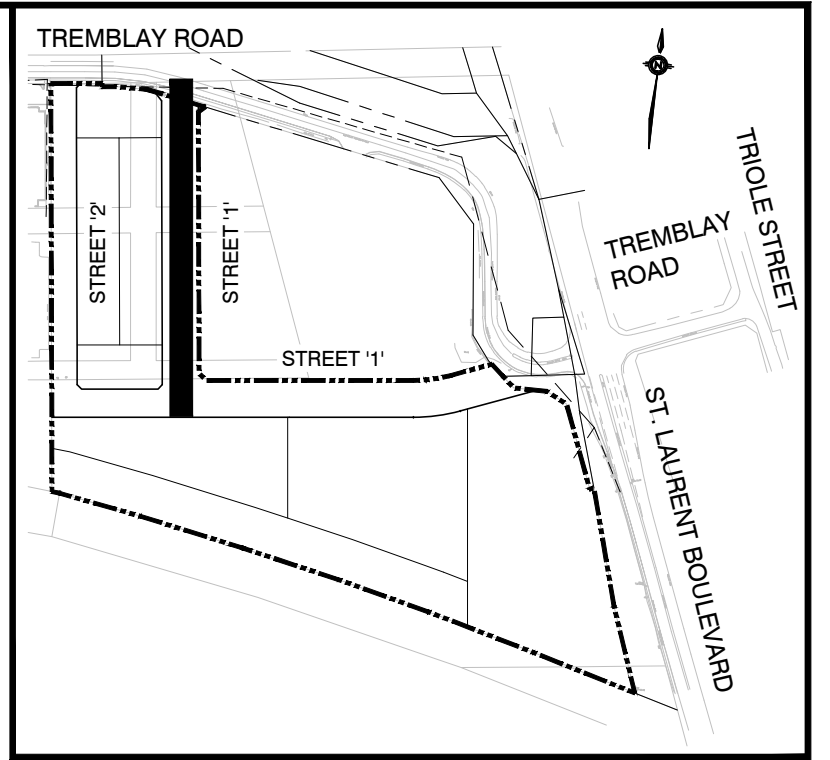 TREMBLAY ROAD
N
TRIOLE STREET
TREMBLAY
ROAD
STREET '2'
STREET '1'
STREET '1'
ST. LAURENT BOULEVARD